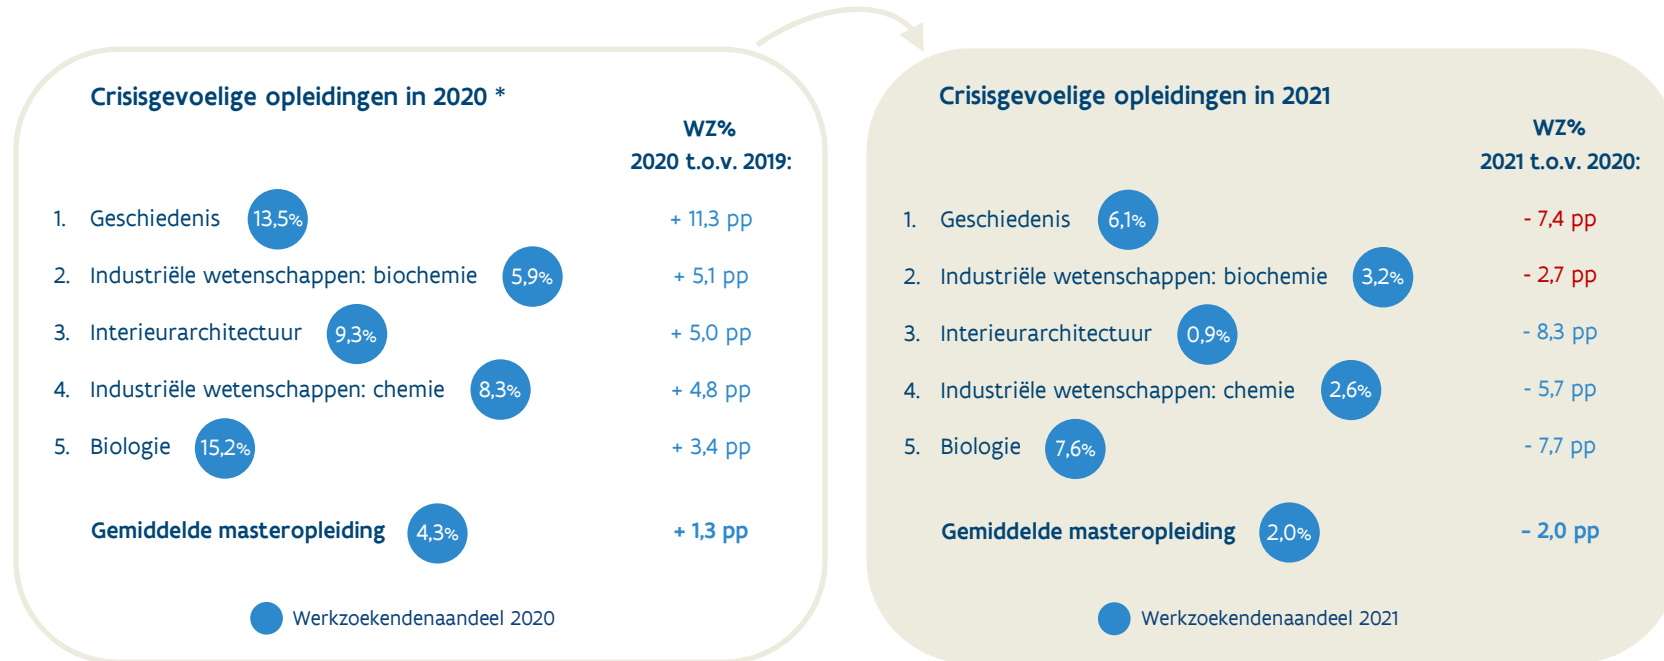 Crisisgevoelige opleidingen in 2020 *
WZ%
2020 t.o.v. 2019:
1. Geschiedenis 13,5% + 11,3 pp
2. Industriële wetenschappen: biochemie 5,9% + 5,1 pp
3. Interieurarchitectuur 9,3% + 5,0 pp
4. Industriële wetenschappen: chemie 8,3% + 4,8 pp
5. Biologie 15,2% + 3,4 pp
Gemiddelde masteropleiding 4,3% + 1,3 pp
Werkzoekendenaandeel 2020
Crisisgevoelige opleidingen in 2021
WZ%
2021 t.o.v. 2020:
1. Geschiedenis 6,1% - 7,4 pp
2. Industriële wetenschappen: biochemie 3,2% - 2,7 pp
3. Interieurarchitectuur 0,9% - 8,3 pp
4. Industriële wetenschappen: chemie 2,6% - 5,7 pp
5. Biologie 7,6% - 7,7 pp
Gemiddelde masteropleiding 2,0% - 2,0 pp
Werkzoekendenaandeel 2021